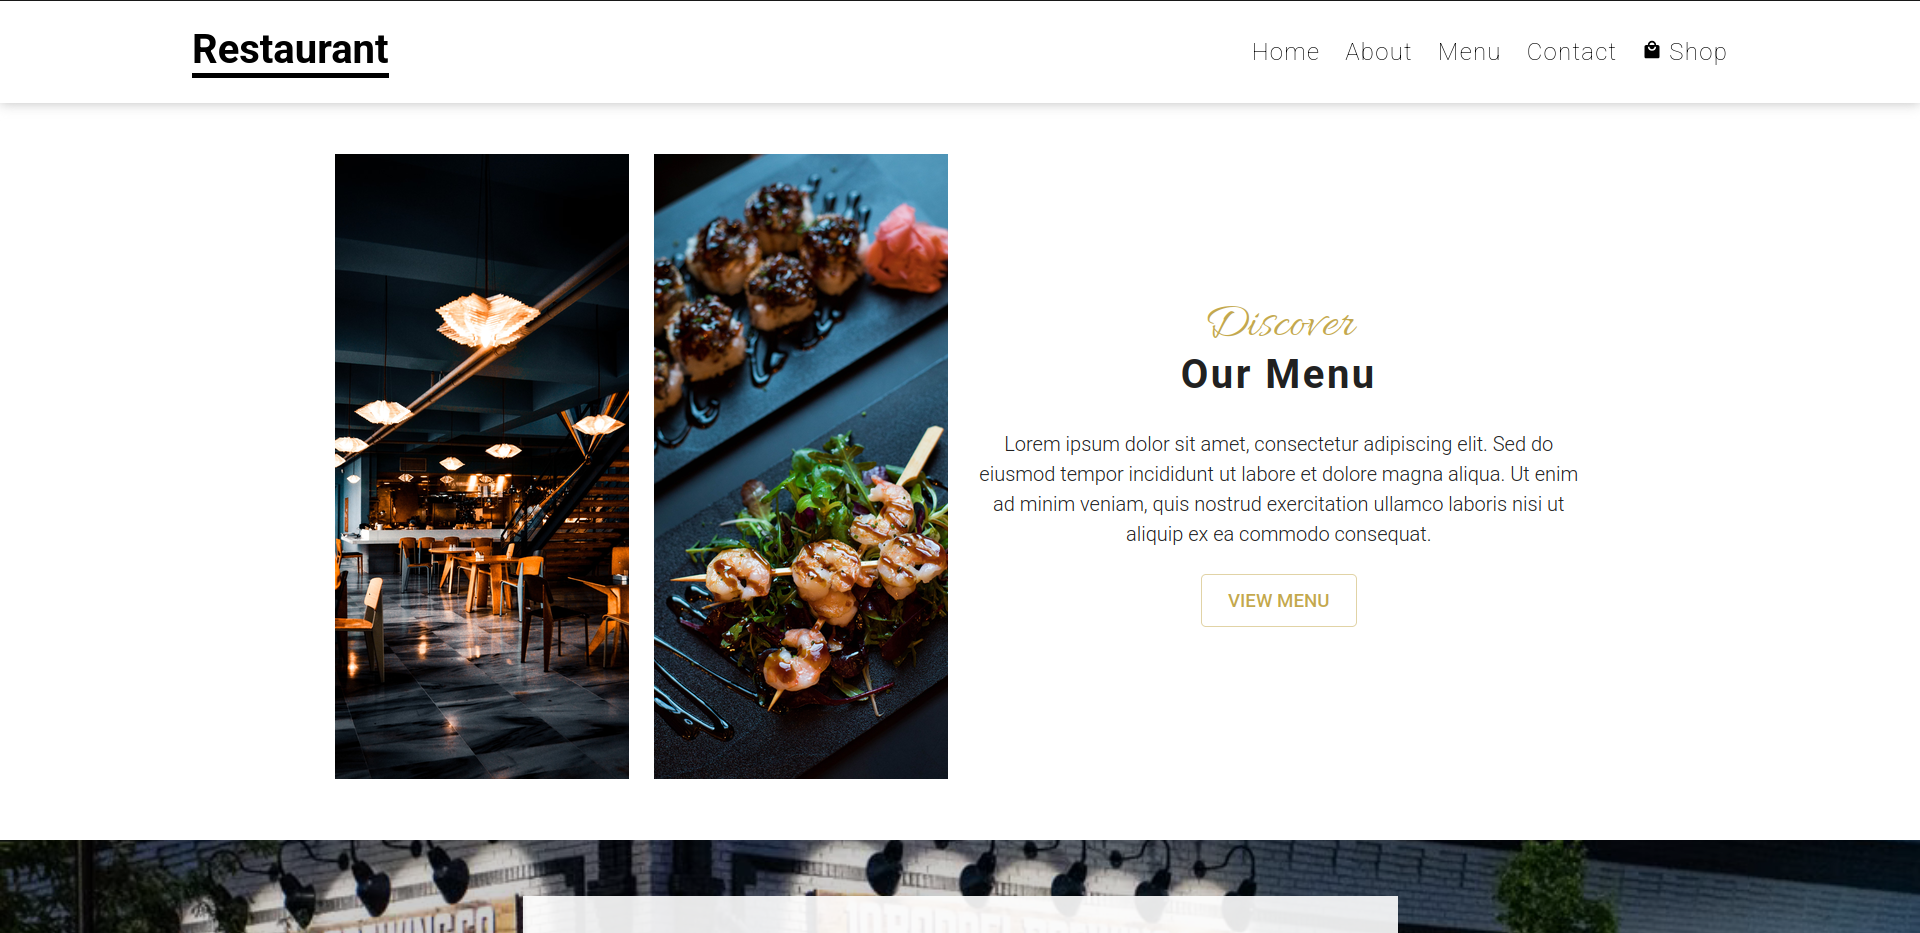 Restaurant
Home About Menu Contact Shop
Discover
Our Menu
Lorem ipsum dolor sit amet, consectetur adipiscing elit. Sed do
eiusmod tempor incididunt ut labore et dolore magna aliqua. Ut enim
ad minim veniam, quis nostrud exercitation ullamco laboris nisi ut
aliquip ex ea commodo consequat.
VIEW MENU